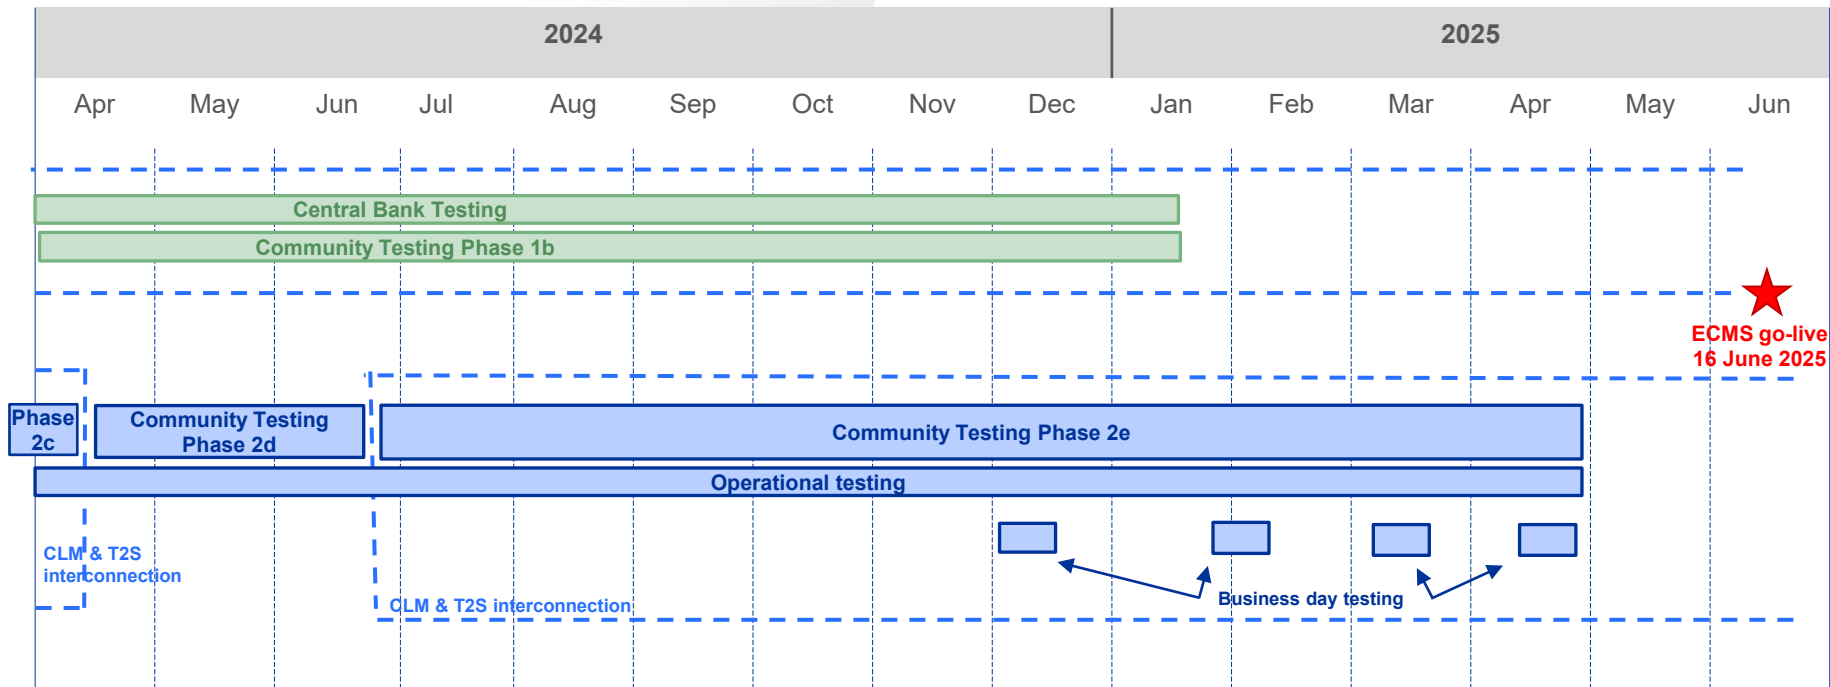 2024
2025
Apr May Jun Jul Aug Sep Oct Nov Dec Jan Feb Mar Apr May Jun
Central Bank Testing
Community Testing Phase 1b
ECMS go-live
16 June 2025
Phase
2c
Community Testing
Phase 2d
Community Testing Phase 2e
Operational testing
CLM & T2S
interconnection
CLM & T2S interconnection
Business day testing